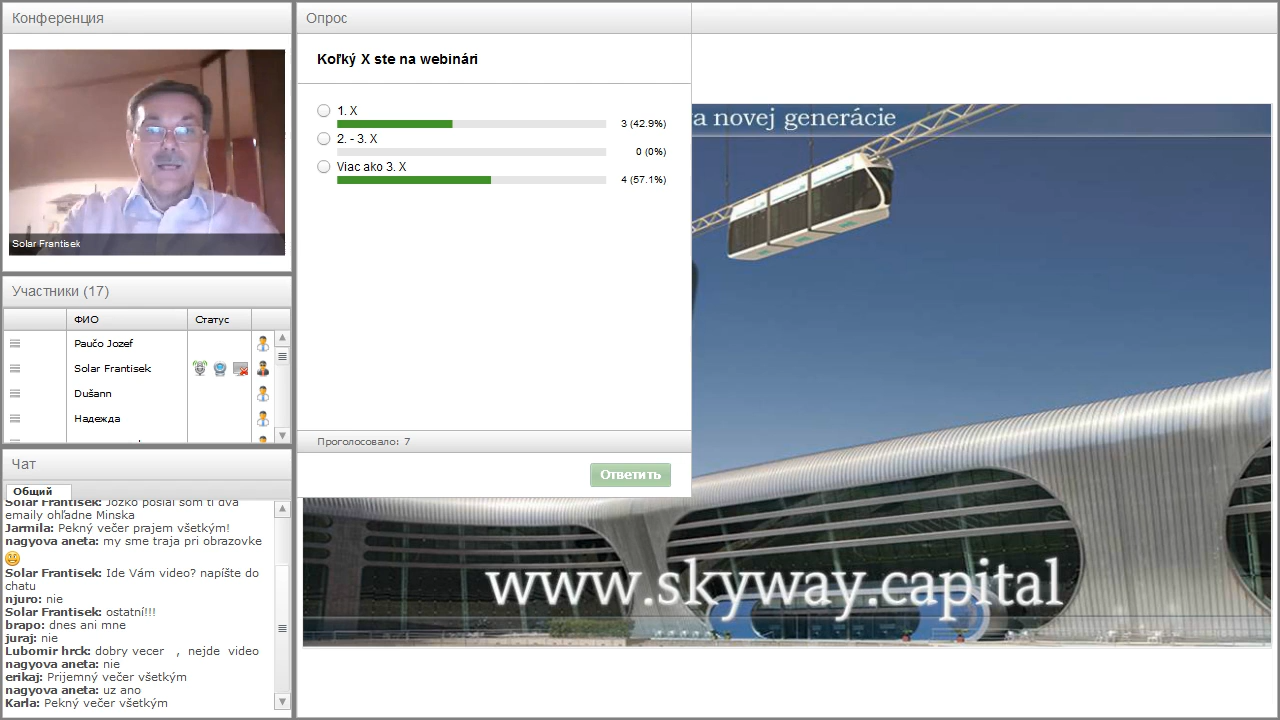 Конференция
Solar Frantisek
Участники (17)
ФИО Статус
Paučo Jozef
Solar Frantisek
Dušann
Надежда
Чат
Общий
Solar Frantisek: Jožko poslal som ti dva
emaily ohľadne Minska
Jarmila: Pekný večer prajem všetkým!
nagyova aneta: my sme traja pri obrazovke
Solar Frantisek: Ide Vám video? napíšte do
chatu
njuro: nie
Solar Frantisek: ostatní!!!
brapo: dnes ani mne
juraj: nie
Lubomir hrck: dobry vecer , nejde video
nagyova aneta: nie
erikaj: Prijemný večer všetkým
nagyova aneta: uz ano
Karla: Pekný večer všetkým
Опрос
Koľký X ste na webinári
1. X
3 (42.9%)
2. - 3. X
0 (0%)
Viac ako 3. X
4 (57.1%)
Проголосовало: 7
Ответить
a novej generácie
www.skyway.capital